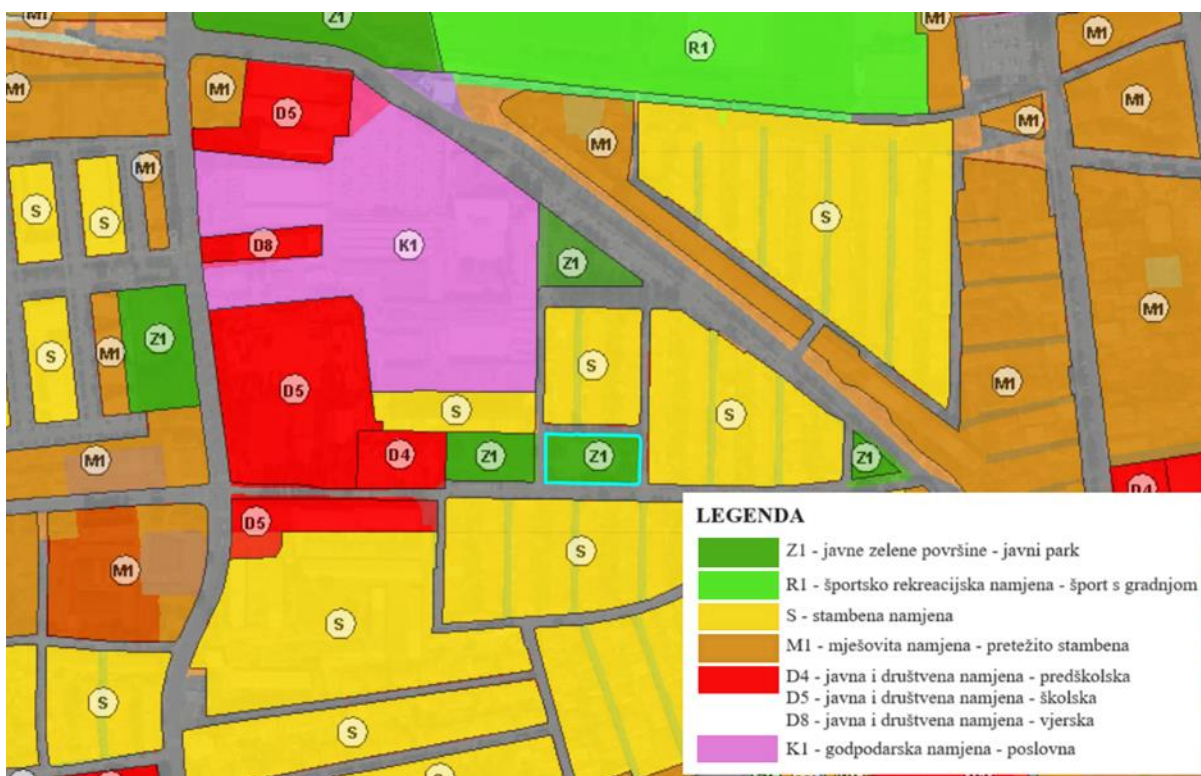 Z1
M1
R1
M1
M1
M1
M1
D5
M1
M1
M1
M1
S
S
S
D8
K1
Z1
S
M1
Z1
M1
S
D5
S
S
M1
M1
D4
Z1
Z1
Z1
D4
D5
S
M1
S
S
S
S
LEGENDA
Z1 - javne zelene površine - javni park
R1 - športsko rekreacijska namjena - šport s gradnjom
S - stambena namjena
M1 - mješovita namjena - pretežito stambena
D4 - javna i društvena namjena - predškolska
D5 - javna i društvena namjena - školska
D8 - javna i društvena namjena - vjerska
K1 - godpodarska namjena - poslovna